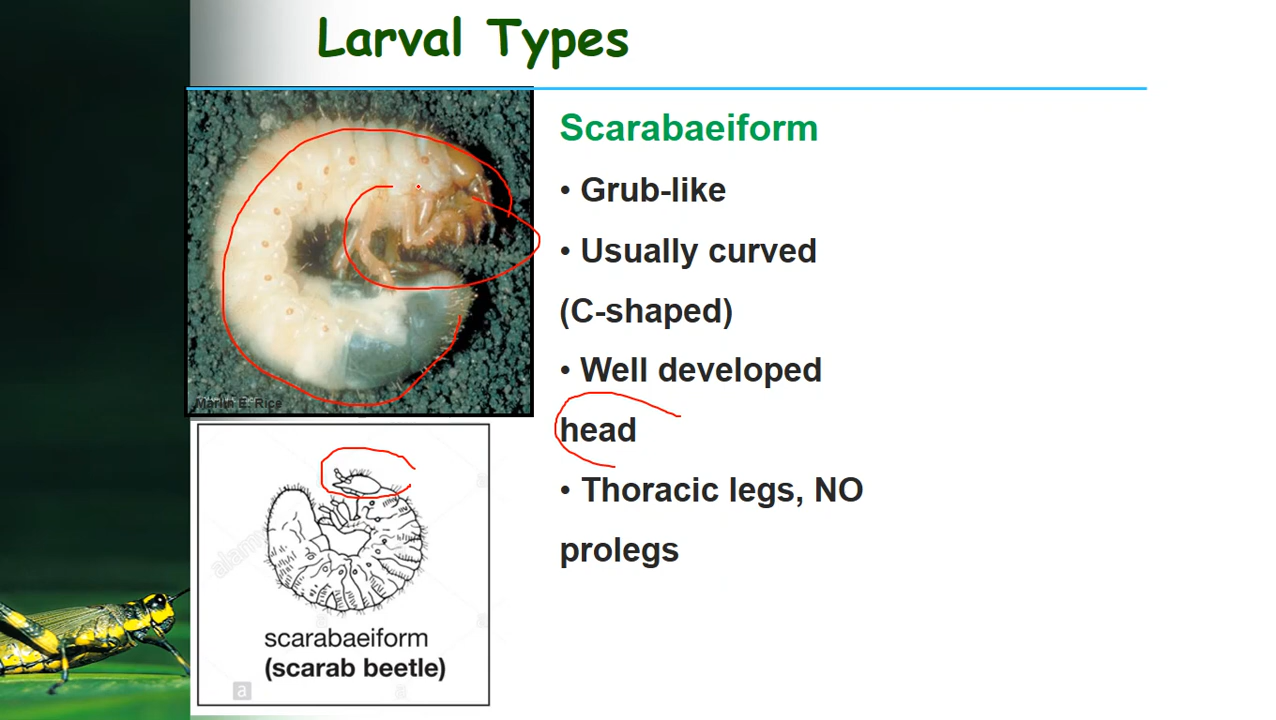 Larval Types
Scarabaeiform
• Grub-like
• Usually curved
(C-shaped)
• Well developed
head
• Thoracic legs, NO
prolegs
Marlin E. Rice
scarabaeiform
(scarab beetle)
a